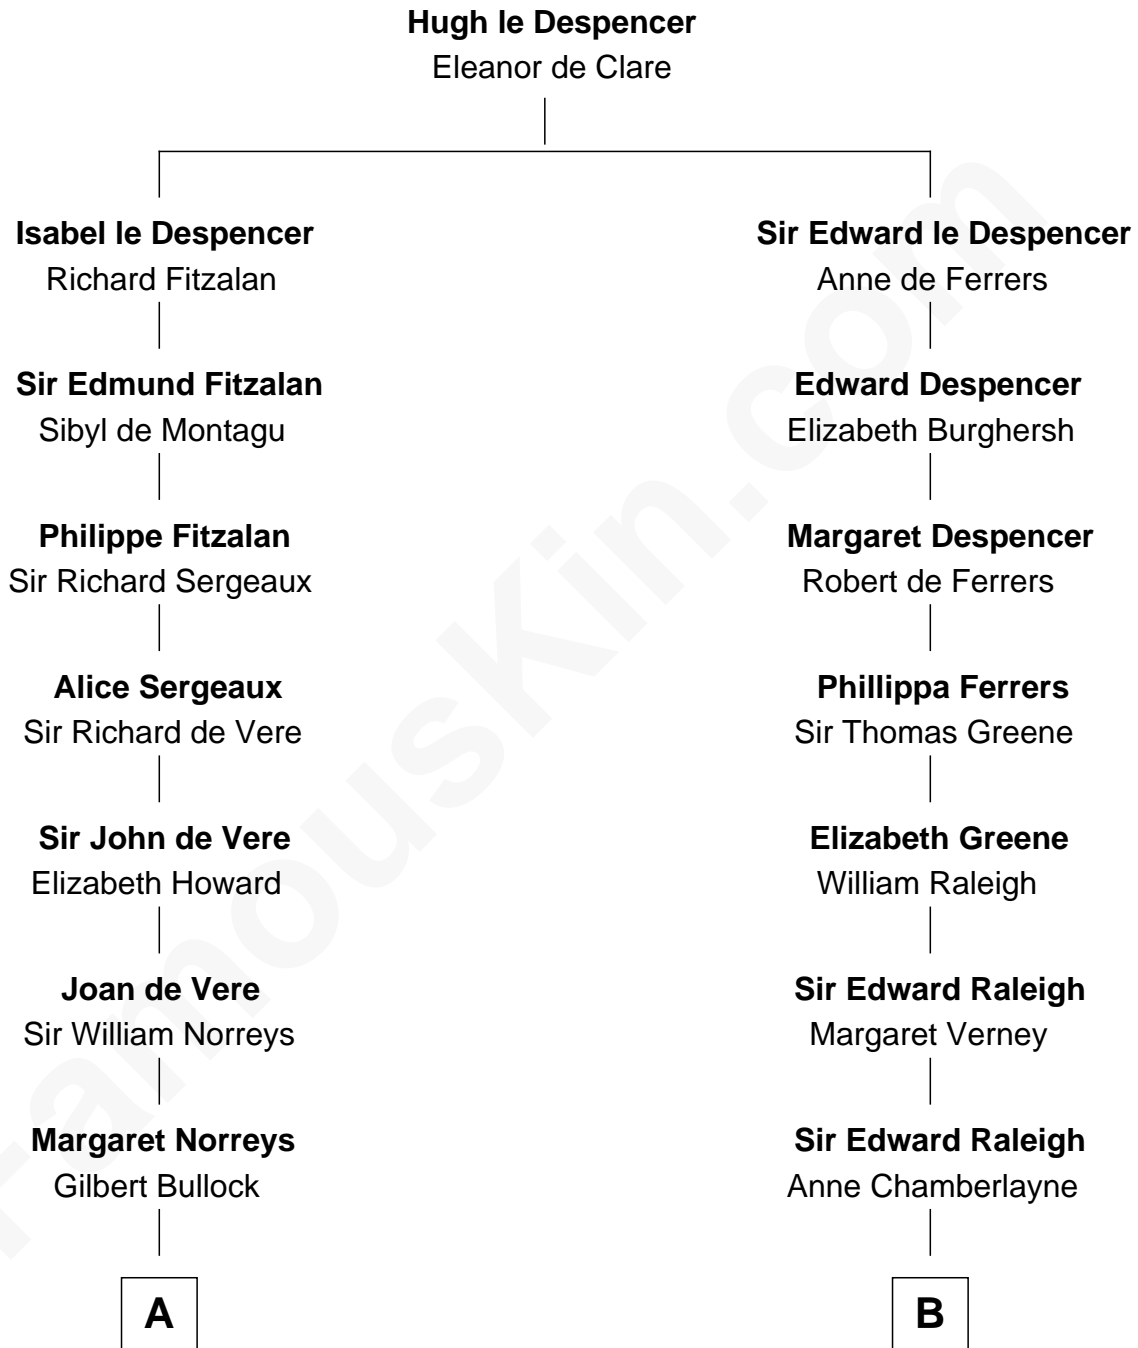 Hugh le Despencer
Eleanor de Clare
Isabel le Despencer
Richard Fitzalan
Sir Edmund Fitzalan
Sibyl de Montagu
Philippe Fitzalan
Sir Richard Sergeaux
Alice Sergeaux
Sir Richard de Vere
Sir John de Vere
Elizabeth Howard
Joan de Vere
Sir William Norreys
Margaret Norreys
Gilbert Bullock
A
Sir Edward le Despencer
Anne de Ferrers
Edward Despencer
Elizabeth Burghersh
Margaret Despencer
Robert de Ferrers
Phillippa Ferrers
Sir Thomas Greene
Elizabeth Greene
William Raleigh
Sir Edward Raleigh
Margaret Verney
Sir Edward Raleigh
Anne Chamberlayne
B
FamousKin.com